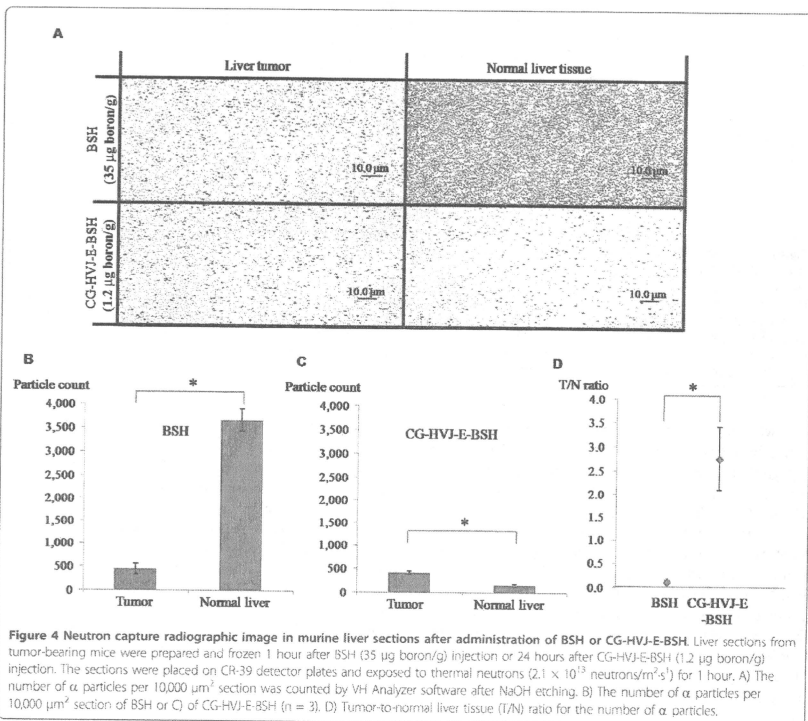 A
Liver tumor
Normal liver tissue
BSH
(35 µg boron/g)
10.0 µm
10.0 µm
CG-HVJ-E-BSH
(1.2 µg boron/g)
10.0 µm
10.0 µm
B
Particle count
*
4,000
3,500
3,000
2,500
2,000
1,500
1,000
500
0
BSH
Tumor
Normal liver
C
Particle count
4,000
3,500
3,000
2,500
2,000
1,500
1,000
500
0
CG-HVJ-E-BSH
*
Tumor
Normal liver
D
T/N ratio
*
4.0
3.5
3.0
2.5
2.0
1.5
1.0
0.5
0.0
BSH
CG-HVJ-E
-BSH
Figure 4 Neutron capture radiographic image in murine liver sections after administration of BSH or CG-HVJ-E-BSH. Liver sections from
tumor-bearing mice were prepared and frozen 1 hour after BSH (35 µg boron/g) injection or 24 hours after CG-HVJ-E-BSH (1.2 µg boron/g)
injection. The sections were placed on CR-39 detector plates and exposed to thermal neutrons (2.1 × 10¹³ neutrons/m²·s¹) for 1 hour. A) The
number of α particles per 10,000 µm² section was counted by VH Analyzer software after NaOH etching. B) The number of α particles per
10,000 µm² section of BSH or C) of CG-HVJ-E-BSH (n = 3). D) Tumor-to-normal liver tissue (T/N) ratio for the number of α particles.